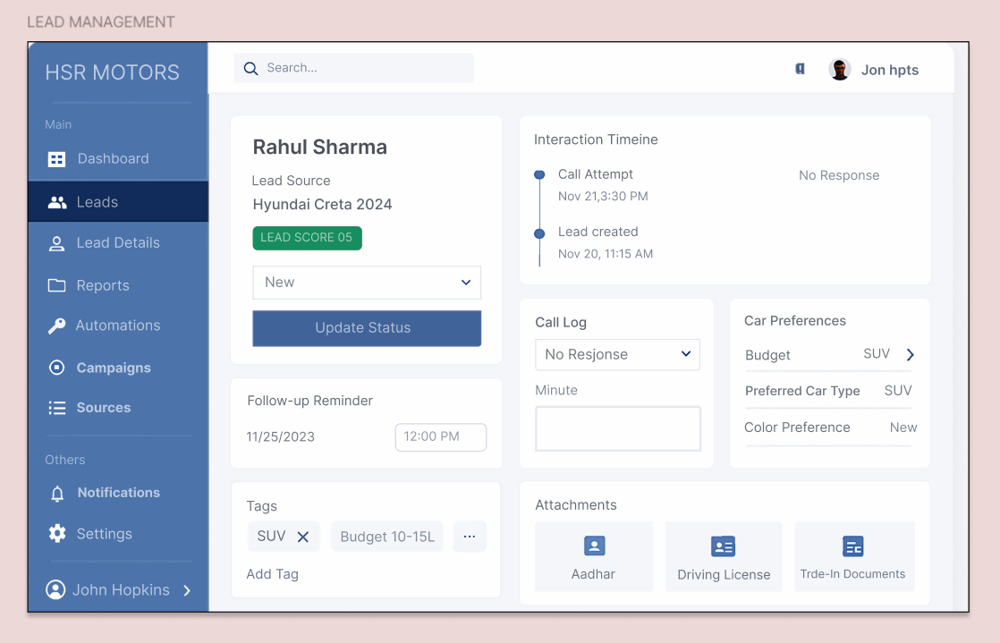 LEAD MANAGEMENT
HSR MOTORS
Main
Dashboard
Leads
Lead Details
Reports
Automations
Campaigns
Sources
Others
Notifications
Settings
John Hopkins
Search...
Jon hpts
Rahul Sharma
Lead Source
Hyundai Creta 2024
LEAD SCORE 05
New
Update Status
Follow-up Reminder
11/25/2023
12:00 PM
Tags
SUV
Budget 10-15L
...
Add Tag
Interaction Timeine
Call Attempt
No Response
Nov 21,3:30 PM
Lead created
Nov 20, 11:15 AM
Call Log
No Resjonse
Minute
Car Preferences
Budget SUV
Preferred Car Type SUV
Color Preference New
Attachments
Aadhar
Driving License
Trde-In Documents